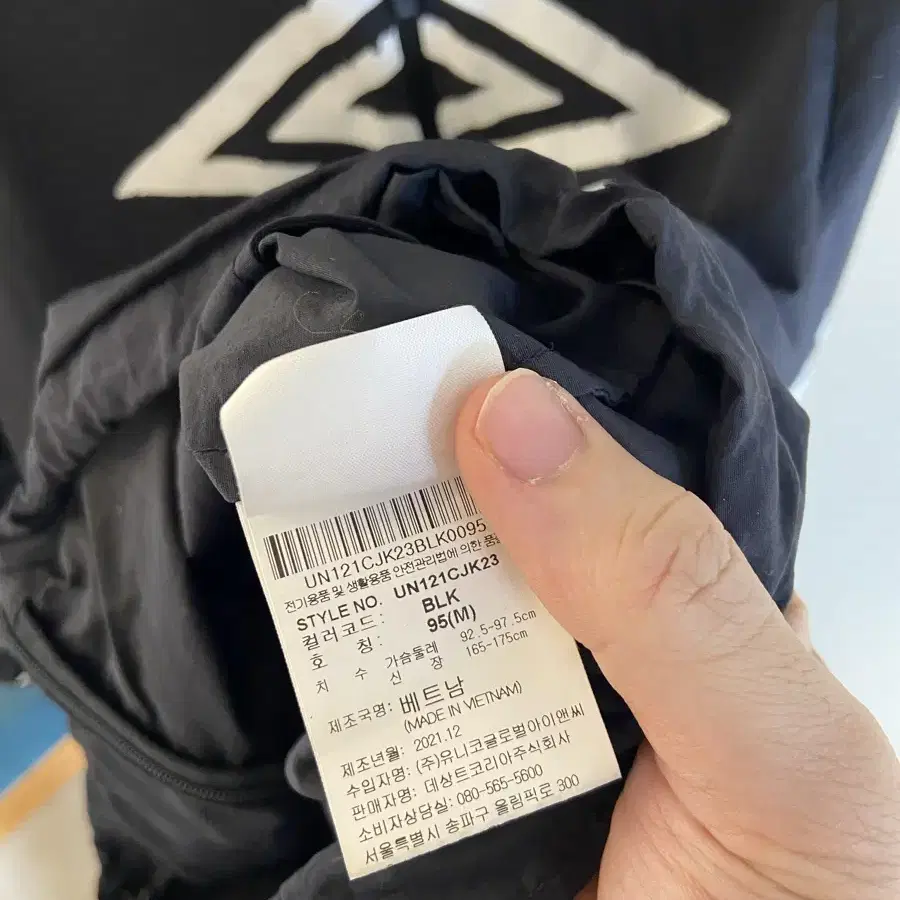 UN121CJK23BLK0095
전기용품 및 생활용품 안전관리법에 의한 품질
STYLE NO. UN121CJK23
컬러코드: BLK
호 칭: 95(M)
치 수 가슴둘레 92.5-97.5cm
신 장 165-175cm
제조국명: 베트남
(MADE IN VIETNAM)
제조년월: 2021.12
수입자명: (주)유니코글로벌아이앤씨
판매자명: 데상트코리아주식회사
소비자상담실: 080-565-5600
서울특별시 송파구 올림픽로 300